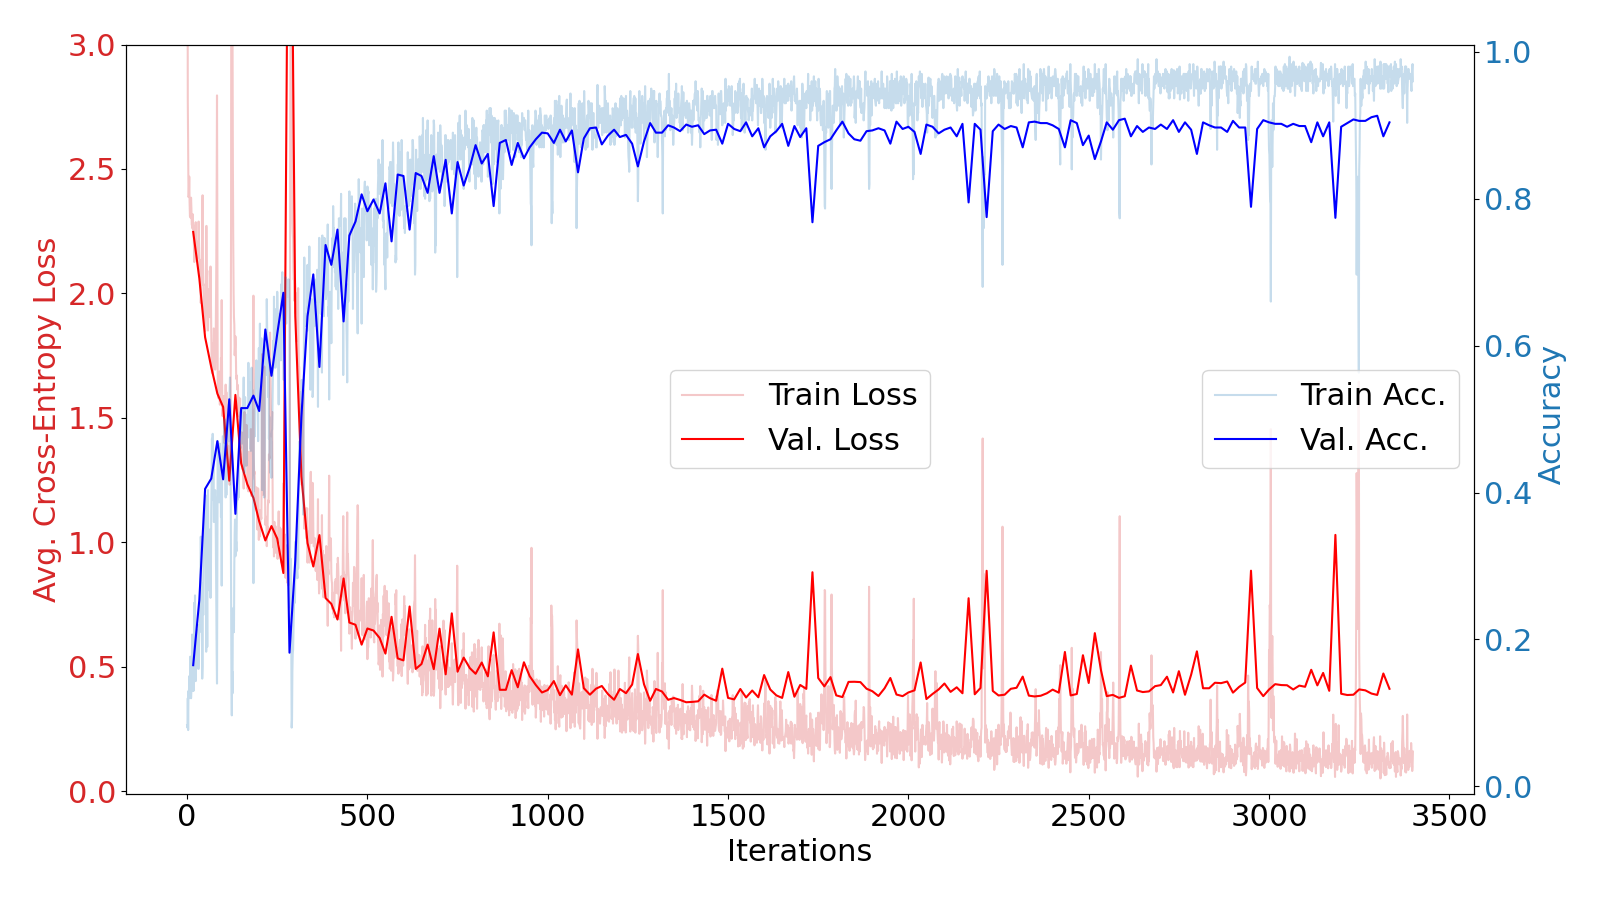 3.0
2.5
2.0
1.5
1.0
0.5
0.0
Avg. Cross-Entropy Loss
Train Loss
Val. Loss
Train Acc.
Val. Acc.
1.0
0.8
0.6
0.4
0.2
0.0
Accuracy
0 500 1000 1500 2000 2500 3000 3500
Iterations